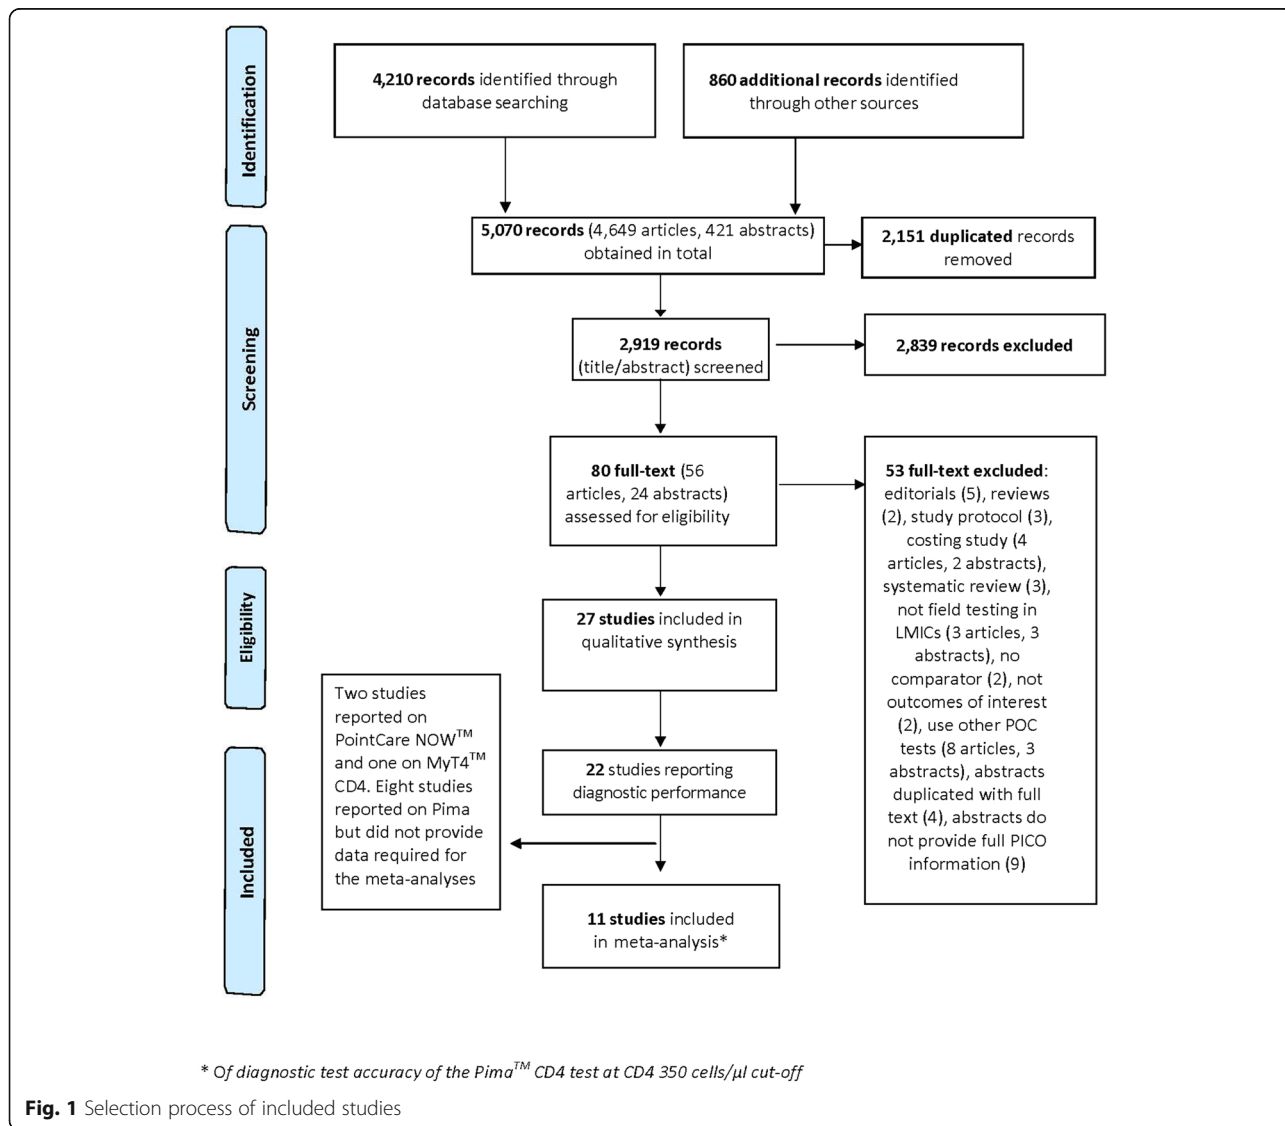 Identification
4,210 records identified through
database searching
860 additional records identified
through other sources
Screening
5,070 records (4,649 articles, 421 abstracts)
obtained in total
2,151 duplicated records
removed
2,919 records
(title/abstract) screened
2,839 records excluded
80 full-text (56
articles, 24 abstracts)
assessed for eligibility
53 full-text excluded:
editorials (5), reviews
(2), study protocol (3),
costing study (4
articles, 2 abstracts),
systematic review (3),
not field testing in
LMICs (3 articles, 3
abstracts), no
comparator (2), not
outcomes of interest
(2), use other POC
tests (8 articles, 3
abstracts), abstracts
duplicated with full
text (4), abstracts do
not provide full PICO
information (9)
Eligibility
27 studies included in
qualitative synthesis
Two studies
reported on
PointCare NOW™
and one on MyT4™
CD4. Eight studies
reported on Pima
but did not provide
data required for
the meta-analyses
Included
22 studies reporting
diagnostic performance
11 studies included
in meta-analysis*
* Of diagnostic test accuracy of the Pima™ CD4 test at CD4 350 cells/µl cut-off
Fig. 1 Selection process of included studies